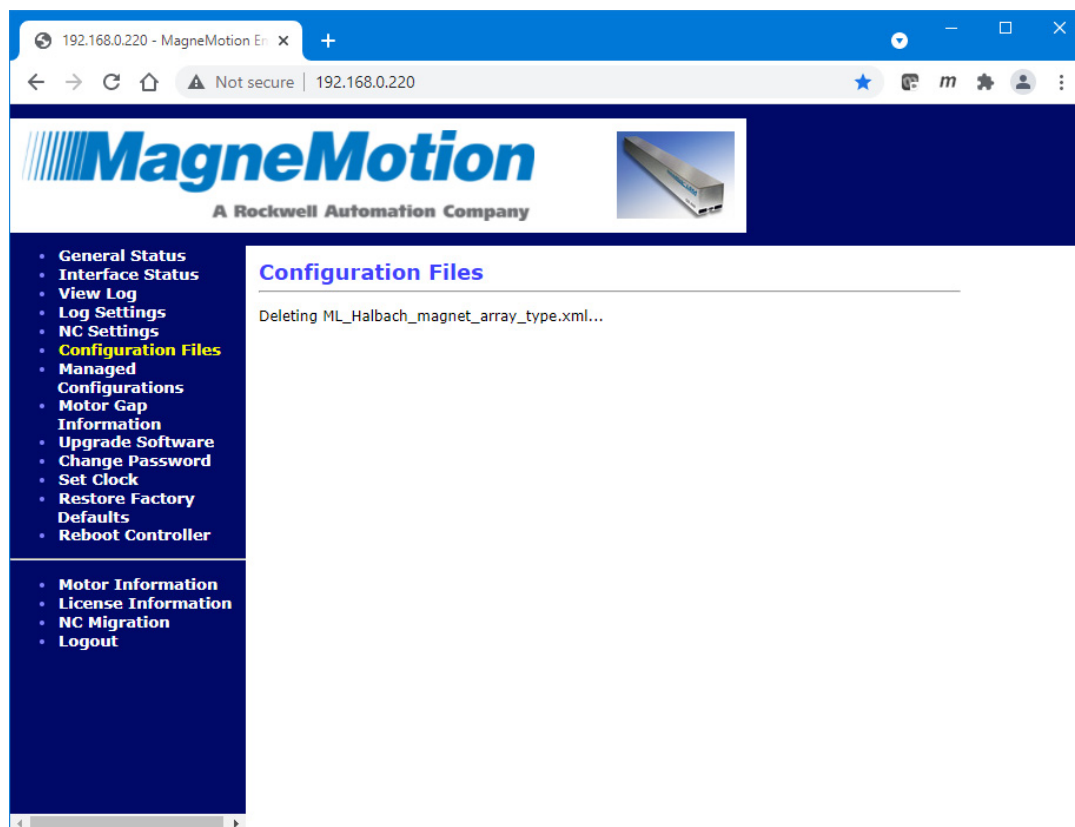 192.168.0.220 - MagneMotion En
Not secure | 192.168.0.220
MagneMotion
A Rockwell Automation Company
General Status
Interface Status
View Log
Log Settings
NC Settings
Configuration Files
Managed
Configurations
Motor Gap
Information
Upgrade Software
Change Password
Set Clock
Restore Factory
Defaults
Reboot Controller
Motor Information
License Information
NC Migration
Logout
Configuration Files
Deleting ML_Halbach_magnet_array_type.xml...